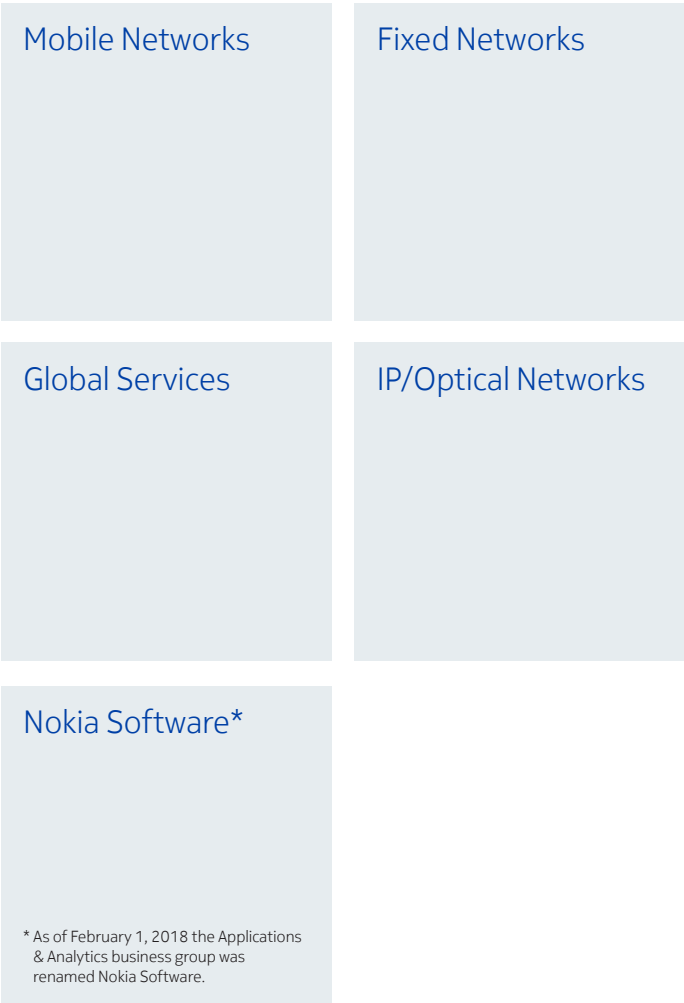 Mobile Networks
Fixed Networks
Global Services
IP/Optical Networks
Nokia Software*
* As of February 1, 2018 the Applications
& Analytics business group was
renamed Nokia Software.